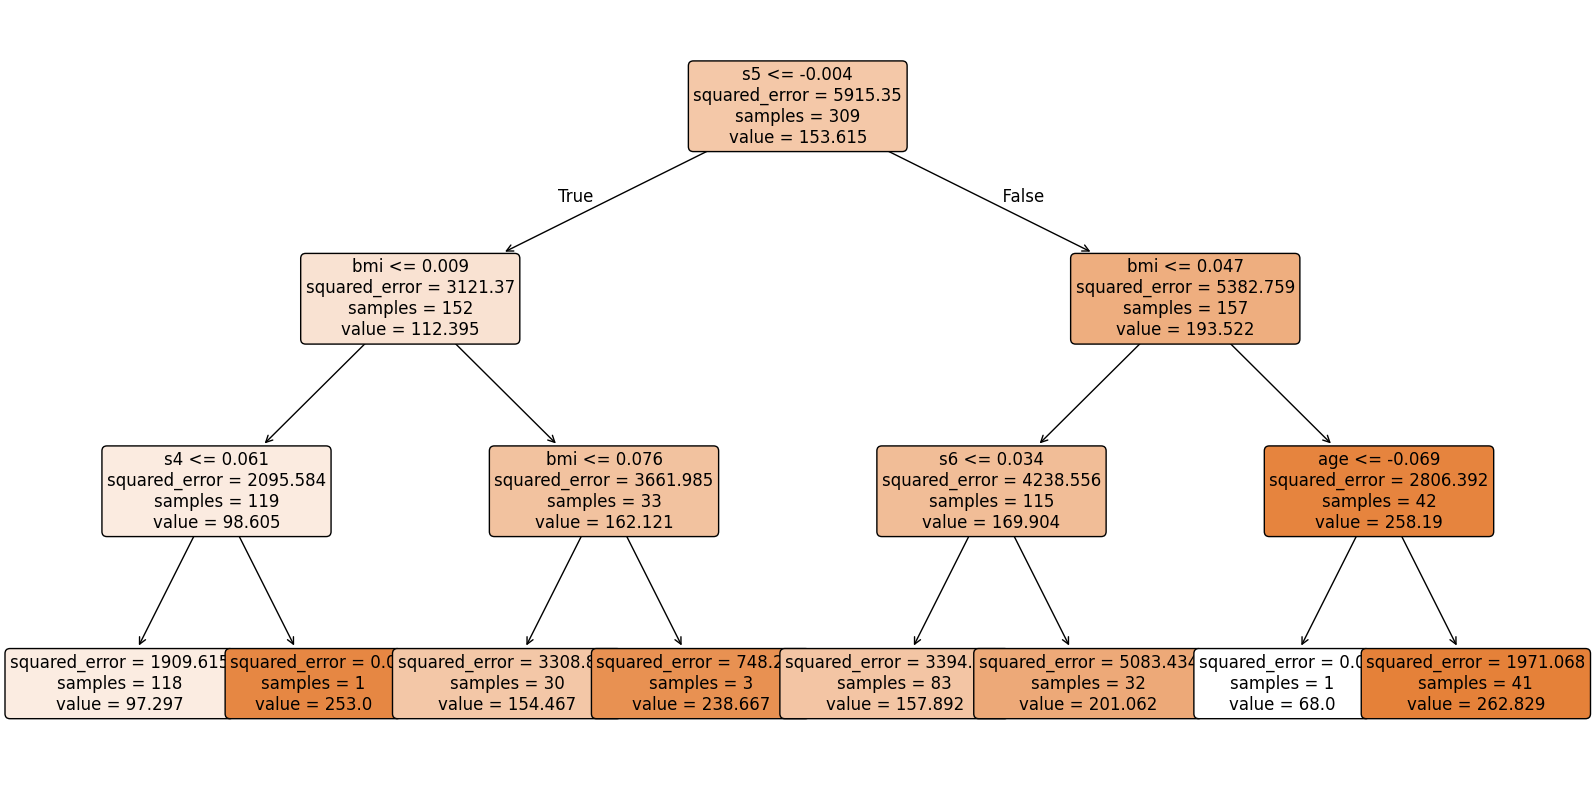 s5 <= -0.004
squared_error = 5915.35
samples = 309
value = 153.615
True
False
bmi <= 0.009
squared_error = 3121.37
samples = 152
value = 112.395
bmi <= 0.047
squared_error = 5382.759
samples = 157
value = 193.522
s4 <= 0.061
squared_error = 2095.584
samples = 119
value = 98.605
bmi <= 0.076
squared_error = 3661.985
samples = 33
value = 162.121
s6 <= 0.034
squared_error = 4238.556
samples = 115
value = 169.904
age <= -0.069
squared_error = 2806.392
samples = 42
value = 258.19
squared_error = 1909.615
samples = 118
value = 97.297
squared_error = 0.0
samples = 1
value = 253.0
squared_error =
samples = 30
value = 154.467
squared_error =
samples = 3
value = 238.667
squared_error =
samples = 83
value = 157.892
squared_error = 5083.434
samples = 32
value = 201.062
squared_error = 0.0
samples = 1
value = 68.0
squared_error = 1971.068
samples = 41
value = 262.829